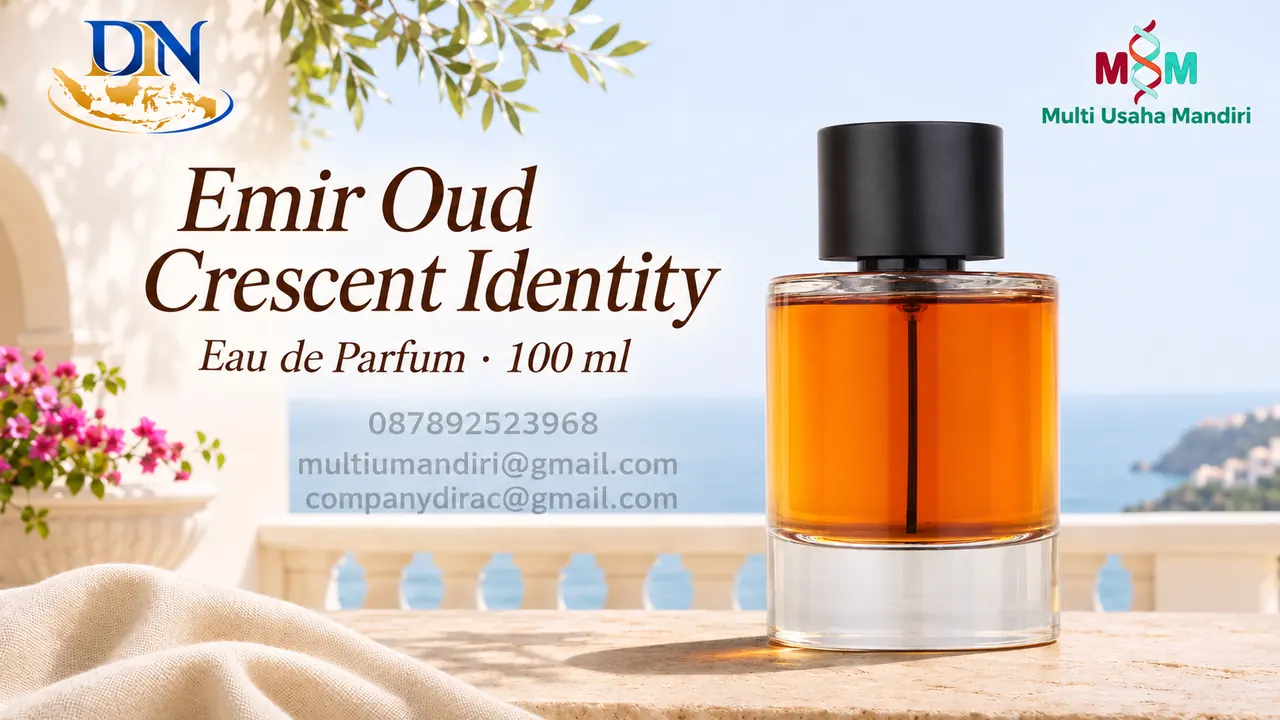 DIN
MSM
Multi Usaha Mandiri
Emir Oud
Crescent Identity
Eau de Parfum · 100 ml
087892523968
multiumandiri@gmail.com
companydirac@gmail.com